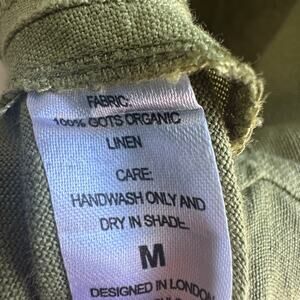 FABRIC:
100% GOTS ORGANIC
LINEN
CARE:
HANDWASH ONLY AND
DRY IN SHADE.
M
DESIGNED IN LONDON